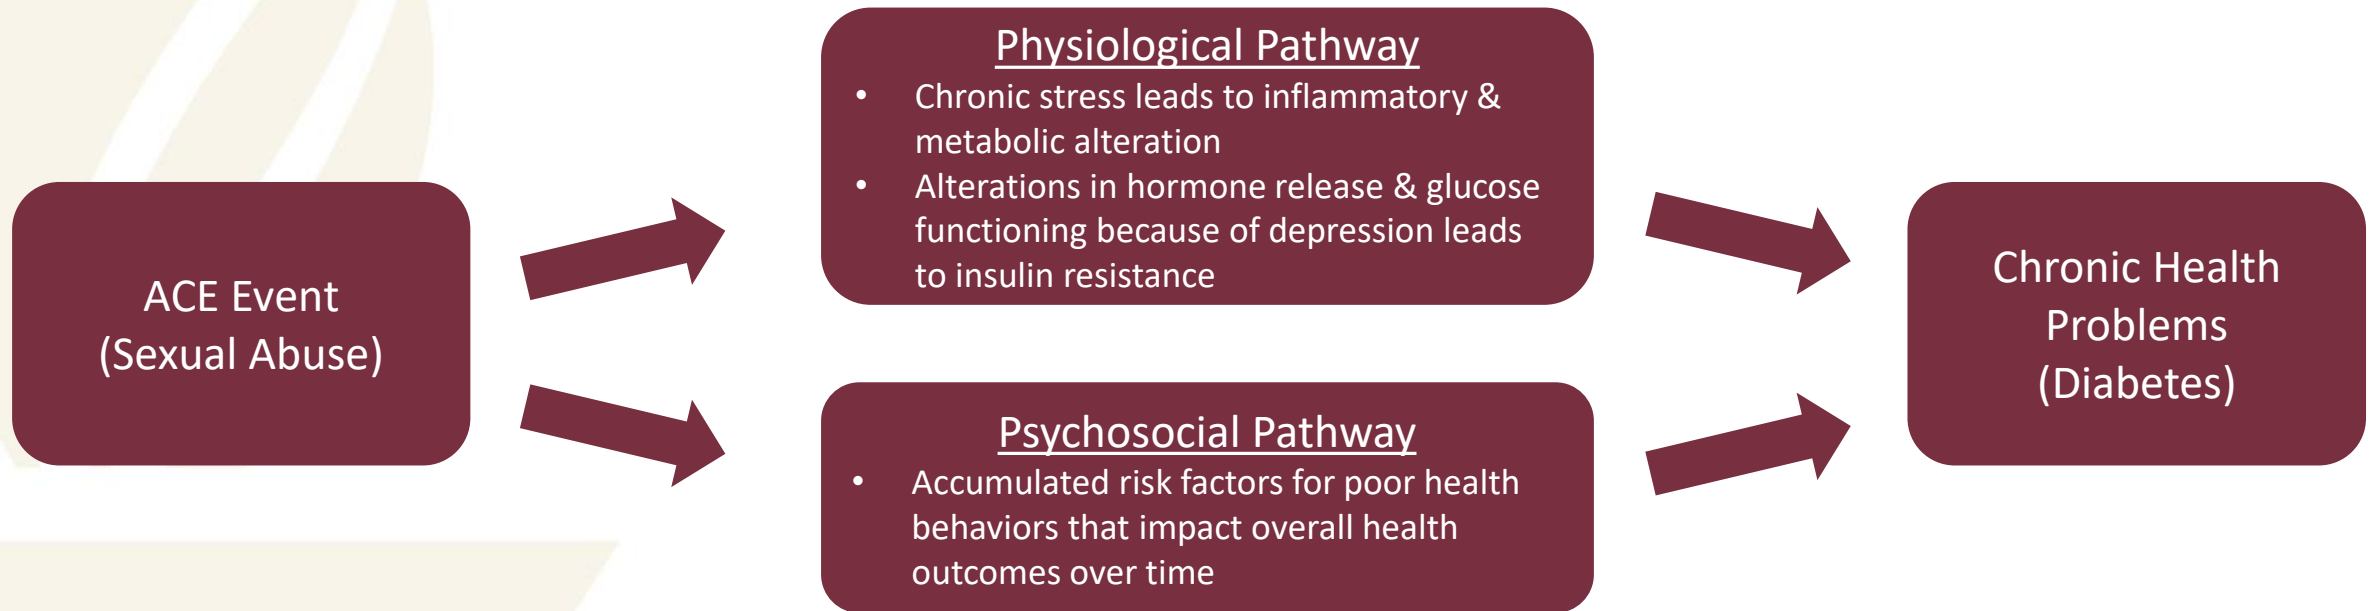 ACE Event
(Sexual Abuse)
Physiological Pathway
• Chronic stress leads to inflammatory &
metabolic alteration
• Alterations in hormone release & glucose
functioning because of depression leads
to insulin resistance
Psychosocial Pathway
• Accumulated risk factors for poor health
behaviors that impact overall health
outcomes over time
Chronic Health
Problems
(Diabetes)